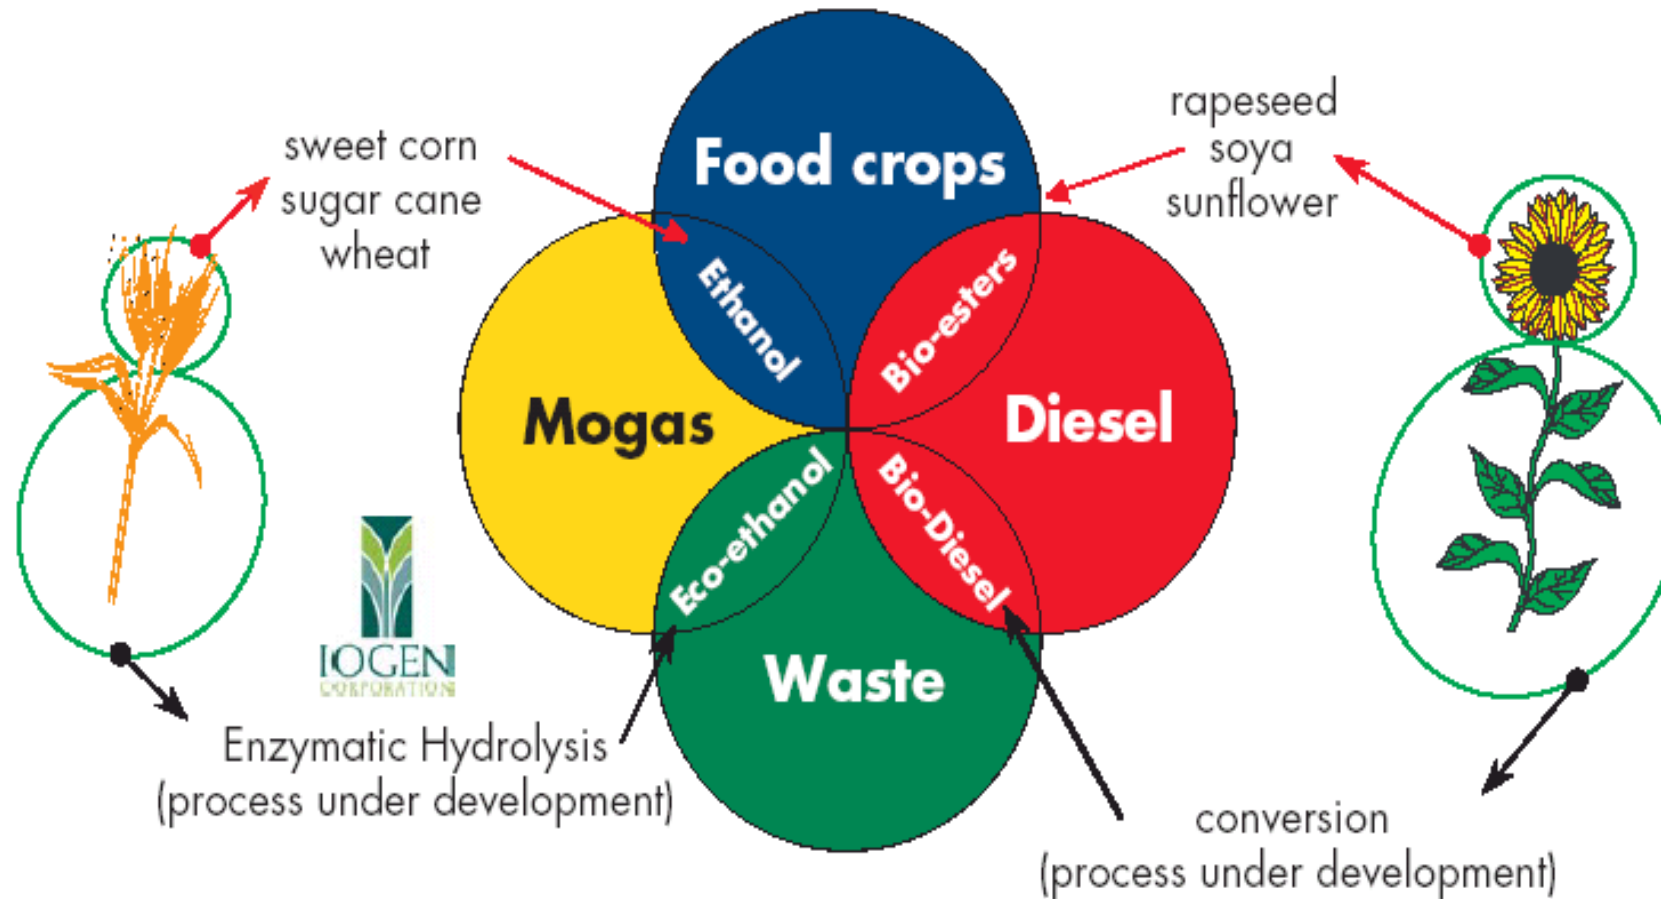 Food crops
sweet corn
sugar cane
wheat
rapeseed
soya
sunflower
Ethanol
Bio-esters
Mogas
Diesel
Eco-ethanol
Bio-Diesel
Waste
IOGEN
CORPORATION
Enzymatic Hydrolysis
(process under development)
conversion
(process under development)